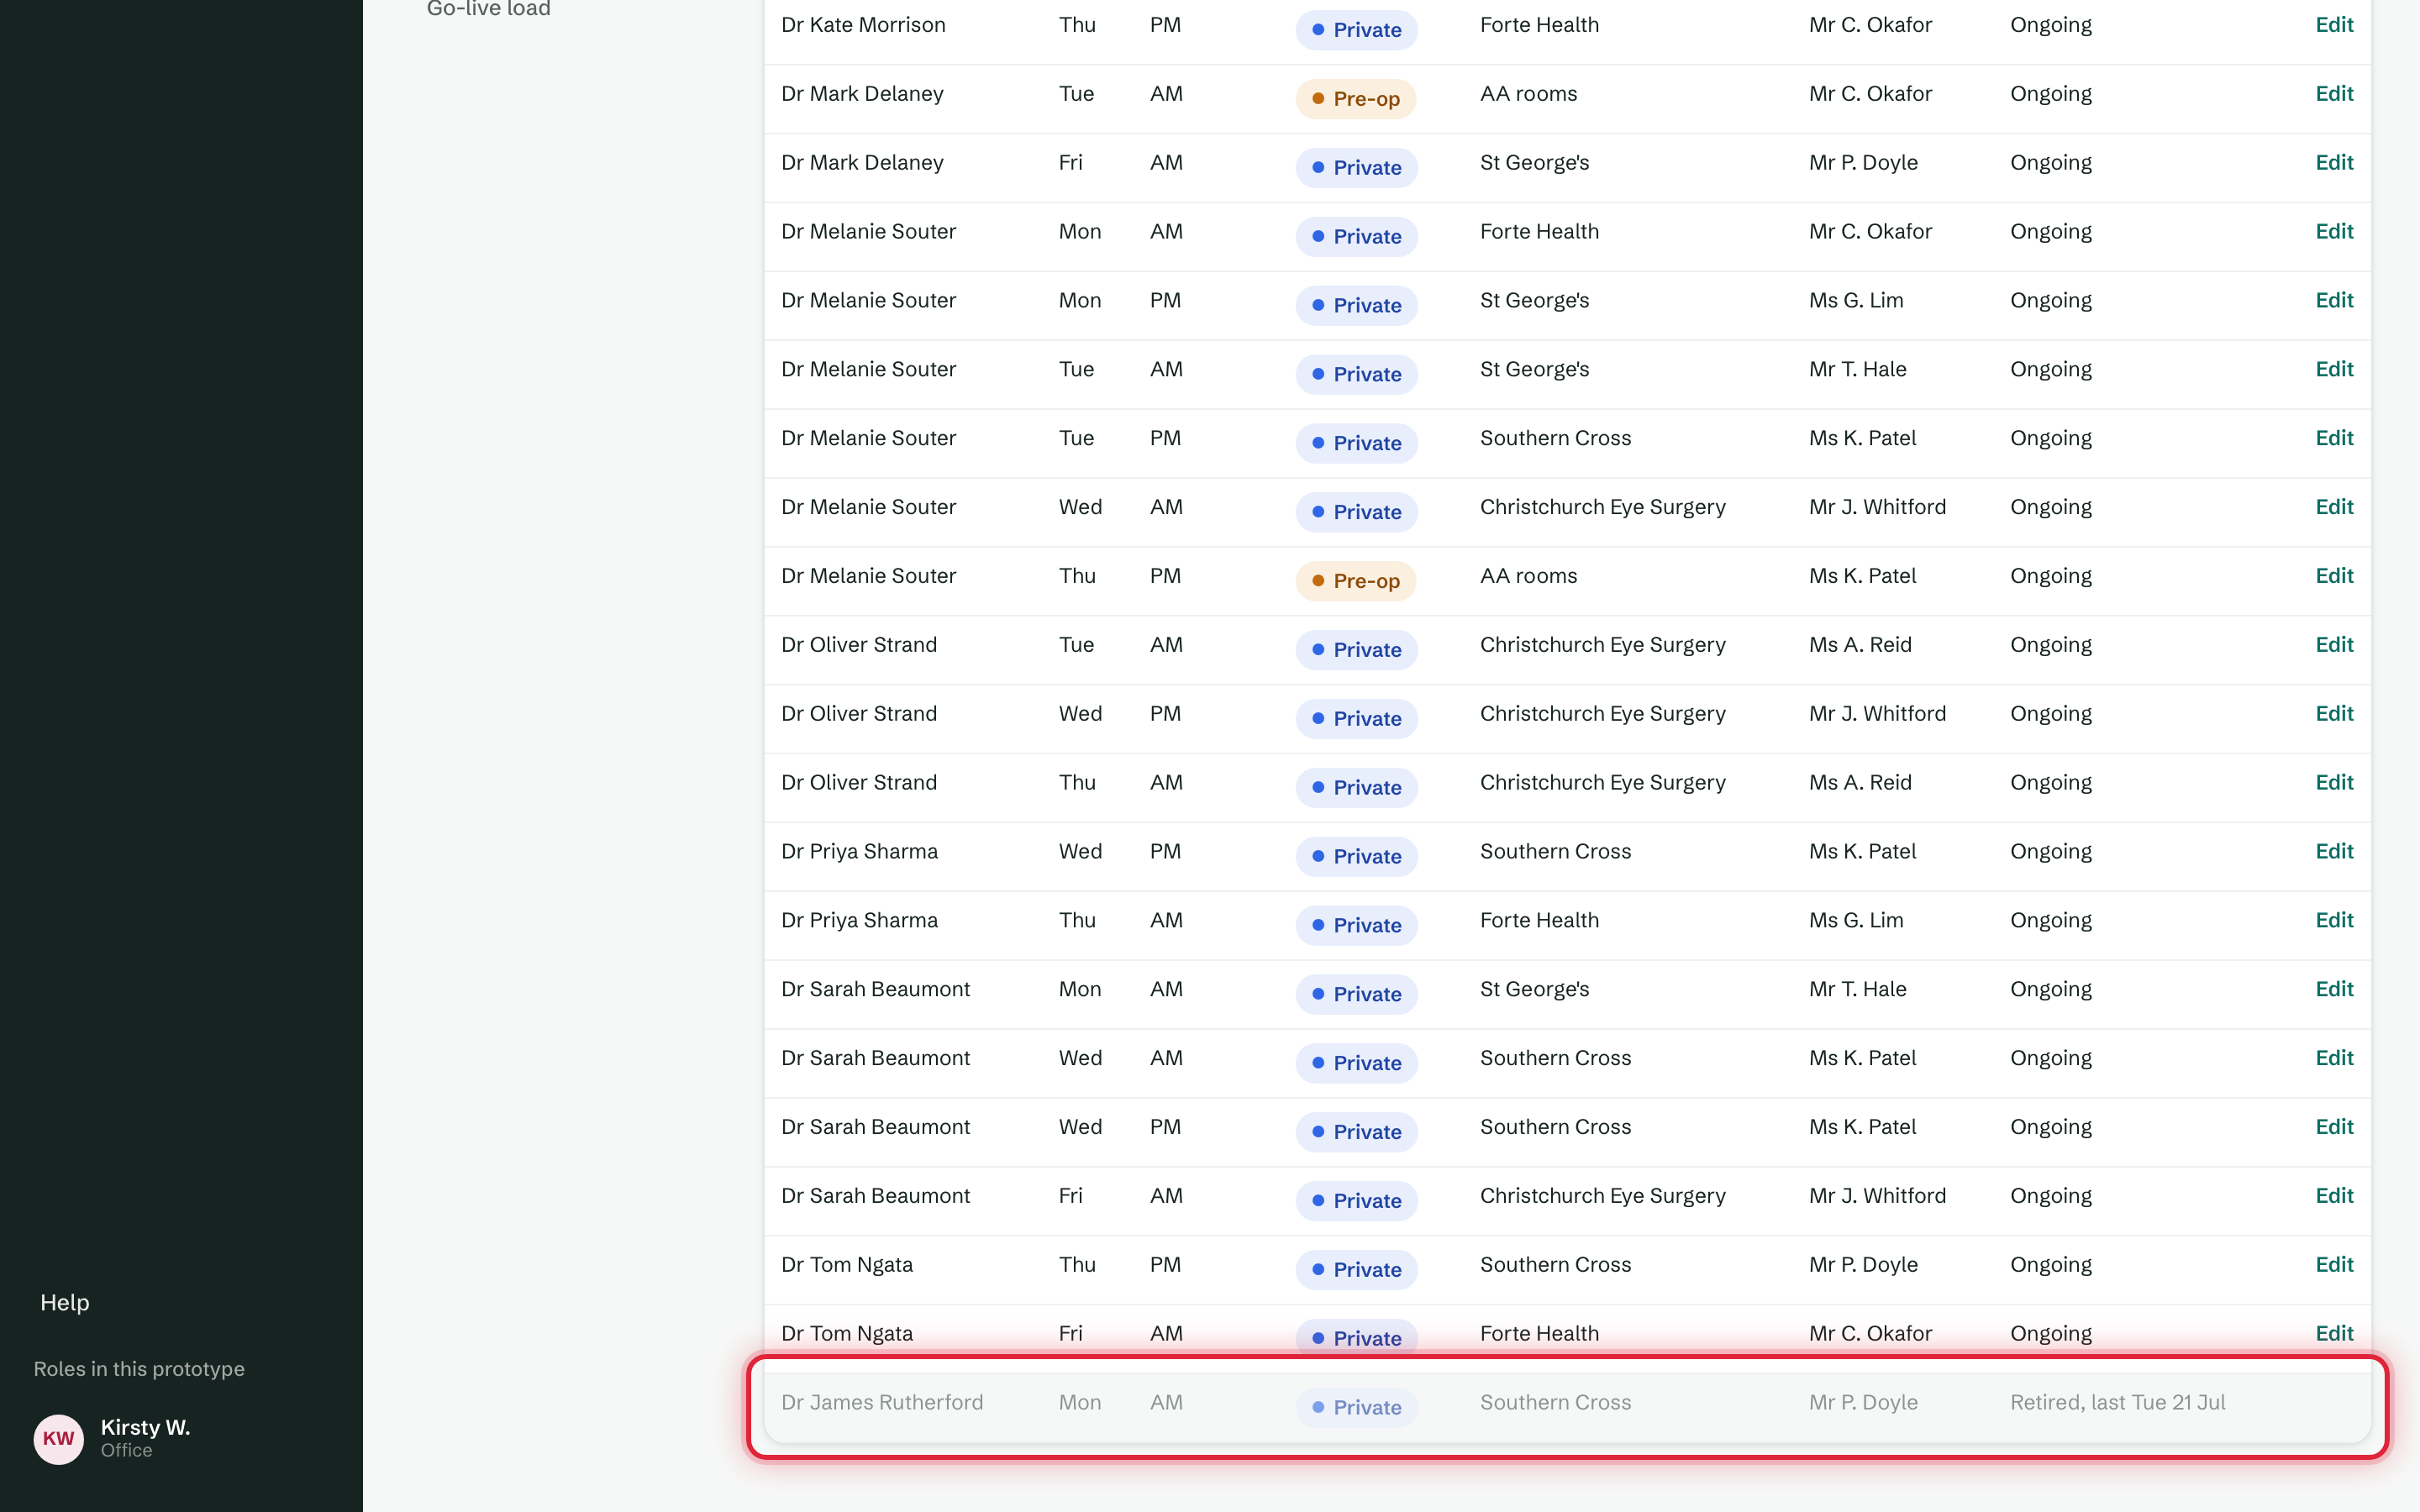 Go-live load
Dr Kate Morrison Thu PM Private Forte Health Mr C. Okafor Ongoing Edit
Dr Mark Delaney Tue AM Pre-op AA rooms Mr C. Okafor Ongoing Edit
Dr Mark Delaney Fri AM Private St George's Mr P. Doyle Ongoing Edit
Dr Melanie Souter Mon AM Private Forte Health Mr C. Okafor Ongoing Edit
Dr Melanie Souter Mon PM Private St George's Ms G. Lim Ongoing Edit
Dr Melanie Souter Tue AM Private St George's Mr T. Hale Ongoing Edit
Dr Melanie Souter Tue PM Private Southern Cross Ms K. Patel Ongoing Edit
Dr Melanie Souter Wed AM Private Christchurch Eye Surgery Mr J. Whitford Ongoing Edit
Dr Melanie Souter Thu PM Pre-op AA rooms Ms K. Patel Ongoing Edit
Dr Oliver Strand Tue AM Private Christchurch Eye Surgery Ms A. Reid Ongoing Edit
Dr Oliver Strand Wed PM Private Christchurch Eye Surgery Mr J. Whitford Ongoing Edit
Dr Oliver Strand Thu AM Private Christchurch Eye Surgery Ms A. Reid Ongoing Edit
Dr Priya Sharma Wed PM Private Southern Cross Ms K. Patel Ongoing Edit
Dr Priya Sharma Thu AM Private Forte Health Ms G. Lim Ongoing Edit
Dr Sarah Beaumont Mon AM Private St George's Mr T. Hale Ongoing Edit
Dr Sarah Beaumont Wed AM Private Southern Cross Ms K. Patel Ongoing Edit
Dr Sarah Beaumont Wed PM Private Southern Cross Ms K. Patel Ongoing Edit
Dr Sarah Beaumont Fri AM Private Christchurch Eye Surgery Mr J. Whitford Ongoing Edit
Dr Tom Ngata Thu PM Private Southern Cross Mr P. Doyle Ongoing Edit
Dr Tom Ngata Fri AM Private Forte Health Mr C. Okafor Ongoing Edit
Dr James Rutherford Mon AM Private Southern Cross Mr P. Doyle Retired, last Tue 21 Jul
Help
Roles in this prototype
KW
Kirsty W.
Office